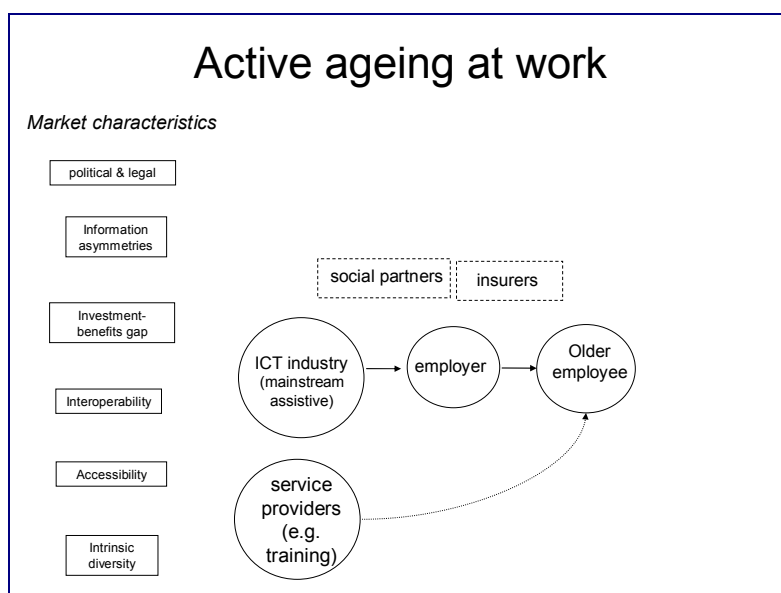 Active ageing at work
Market characteristics
political & legal
Information
asymmetries
Investment-
benefits gap
Interoperability
Accessibility
Intrinsic
diversity
social partners
insurers
ICT industry
(mainstream
assistive)
employer
Older
employee
service
providers
(e.g.
training)